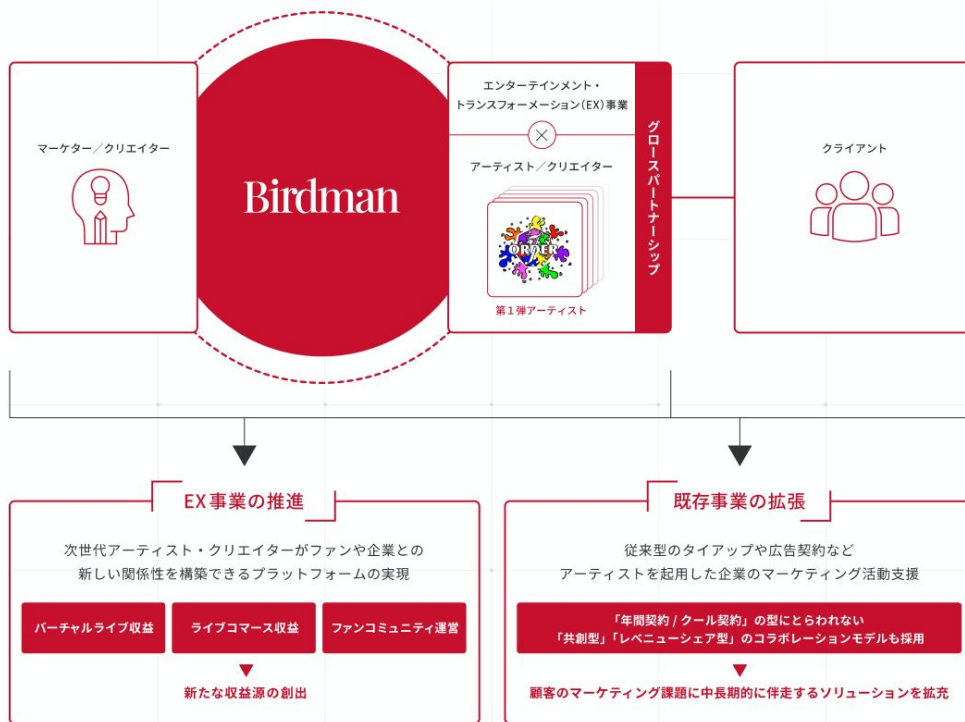 マーケター／クリエイター
Birdman
エンターテインメント・
トランスフォーメーション（EX）事業
アーティスト／クリエイター
ORDER
第１弾アーティスト
グロースパートナーシップ
クライアント
EX事業の推進
次世代アーティスト・クリエイターがファンや企業との
新しい関係性を構築できるプラットフォームの実現
バーチャルライブ収益
ライブコマース収益
ファンコミュニティ運営
新たな収益源の創出
既存事業の拡張
従来型のタイアップや広告契約など
アーティストを起用した企業のマーケティング活動支援
「年間契約 / クール契約」の型にとらわれない
「共創型」「レベニューシェア型」のコラボレーションモデルも採用
顧客のマーケティング課題に中長期的に伴走するソリューションを拡充